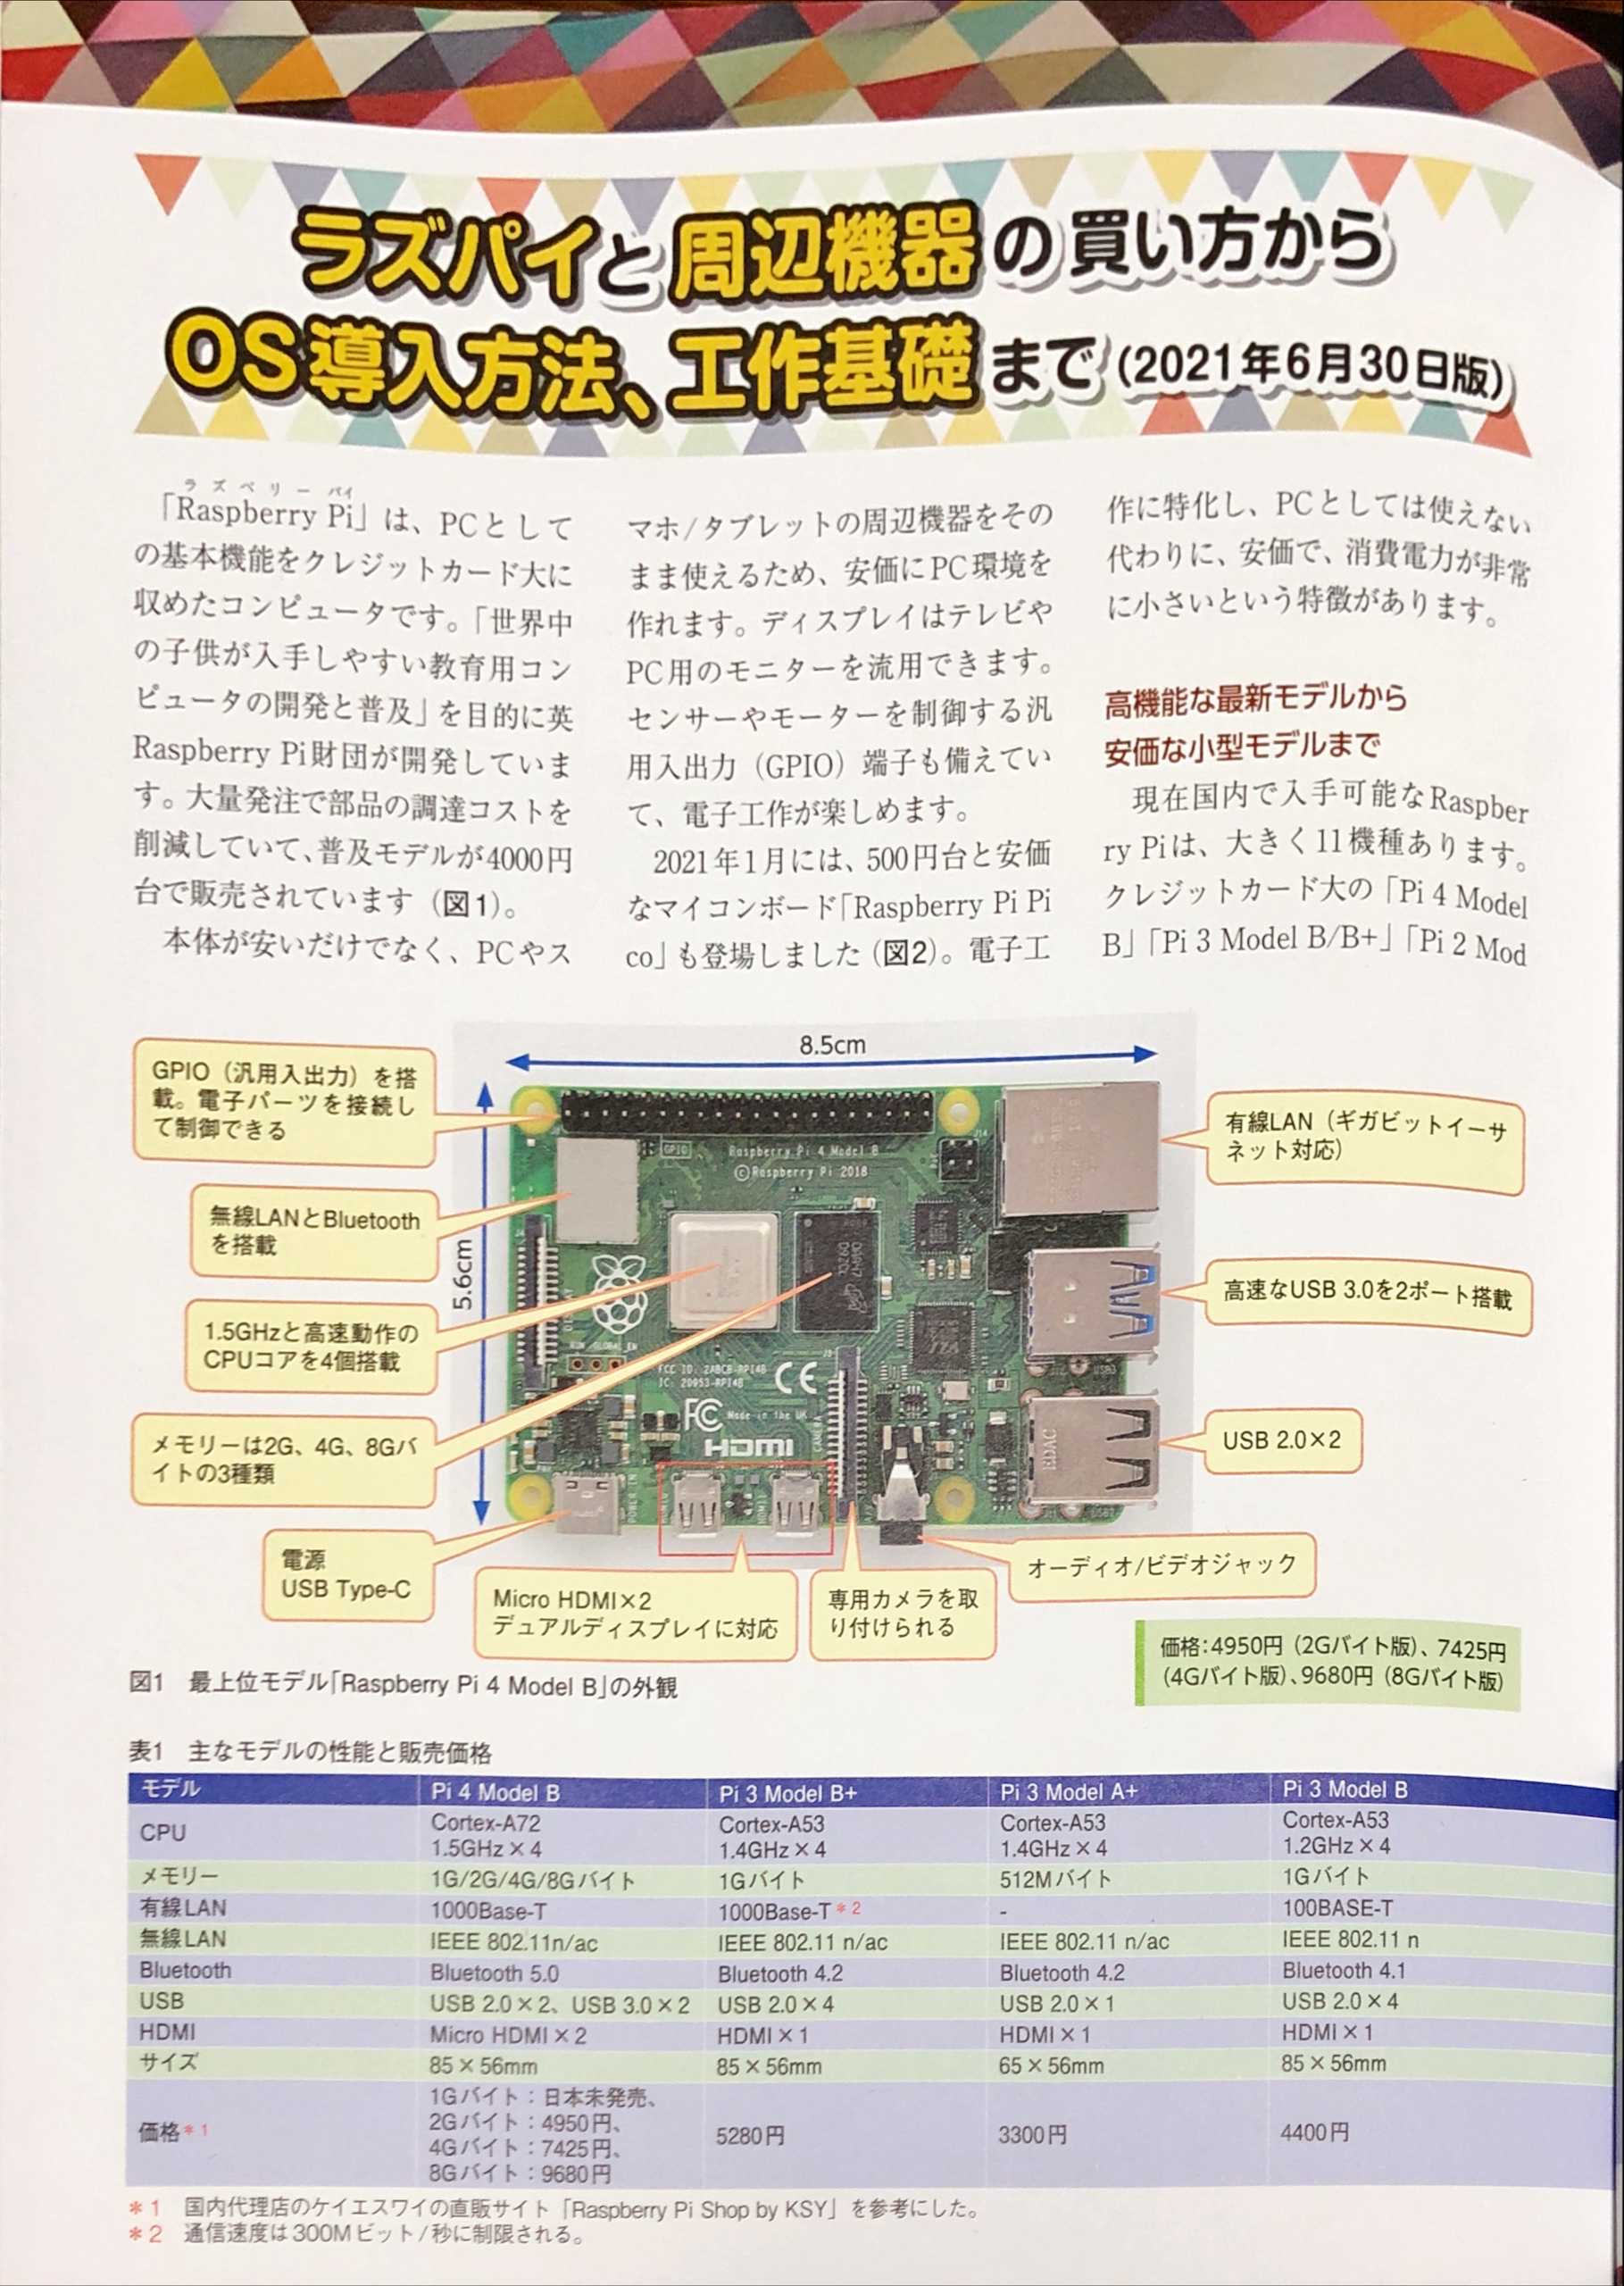 ラズパイと周辺機器の買い方から
OS導入方法、工作基礎まで(2021年6月30日版)
ラズベリー パイ
「Raspberry Pi」は、PCとして
の基本機能をクレジットカード大に
収めたコンピュータです。「世界中
の子供が入手しやすい教育用コン
ピュータの開発と普及」を目的に英
Raspberry Pi財団が開発していま
す。大量発注で部品の調達コストを
削減していて、普及モデルが4000円
台で販売されています（図1）。
本体が安いだけでなく、PCやス
マホ/タブレットの周辺機器をその
まま使えるため、安価にPC環境を
作れます。ディスプレイはテレビや
PC用のモニターを流用できます。
センサーやモーターを制御する汎
用入出力（GPIO）端子も備えてい
て、電子工作が楽しめます。
2021年1月には、500円台と安価
なマイコンボード「Raspberry Pi Pi
co」も登場しました（図2）。電子工
作に特化し、PCとしては使えない
代わりに、安価で、消費電力が非常
に小さいという特徴があります。
高機能な最新モデルから
安価な小型モデルまで
現在国内で入手可能なRaspber
ry Piは、大きく11機種あります。
クレジットカード大の「Pi 4 Model
B」「Pi 3 Model B/B+」「Pi 2 Mod
8.5cm
5.6cm
GPIO（汎用入出力）を搭
載。電子パーツを接続し
て制御できる
無線LANとBluetooth
を搭載
1.5GHzと高速動作の
CPUコアを4個搭載
メモリーは2G、4G、8Gバ
イトの3種類
電源
USB Type-C
Micro HDMI×2
デュアルディスプレイに対応
専用カメラを取
り付けられる
オーディオ/ビデオジャック
有線LAN（ギガビットイーサ
ネット対応）
高速なUSB 3.0を2ポート搭載
USB 2.0×2
GPIO
Raspberry Pi 4 Model B
©Raspberry Pi 2018
FCC ID: 2ABCB-RPI4B
IC: 20953-RPI4B
CE
FC Made in the UK
HDMI
価格：4950円（2Gバイト版）、7425円
（4Gバイト版）、9680円（8Gバイト版）
図1　最上位モデル「Raspberry Pi 4 Model B」の外観
表1　主なモデルの性能と販売価格
モデル Pi 4 Model B Pi 3 Model B+ Pi 3 Model A+ Pi 3 Model B
CPU Cortex-A72 1.5GHz×4 Cortex-A53 1.4GHz×4 Cortex-A53 1.4GHz×4 Cortex-A53 1.2GHz×4
メモリー 1G/2G/4G/8Gバイト 1Gバイト 512Mバイト 1Gバイト
有線LAN 1000Base-T 1000Base-T＊2 - 100BASE-T
無線LAN IEEE 802.11n/ac IEEE 802.11 n/ac IEEE 802.11 n/ac IEEE 802.11 n
Bluetooth Bluetooth 5.0 Bluetooth 4.2 Bluetooth 4.2 Bluetooth 4.1
USB USB 2.0×2、USB 3.0×2 USB 2.0×4 USB 2.0×1 USB 2.0×4
HDMI Micro HDMI×2 HDMI×1 HDMI×1 HDMI×1
サイズ 85×56mm 85×56mm 65×56mm 85×56mm
価格＊1 1Gバイト：日本未発売、 2Gバイト：4950円、 4Gバイト：7425円、 8Gバイト：9680円 5280円 3300円 4400円
＊1　国内代理店のケイエスワイの直販サイト「Raspberry Pi Shop by KSY」を参考にした。
＊2　通信速度は300Mビット/秒に制限される。